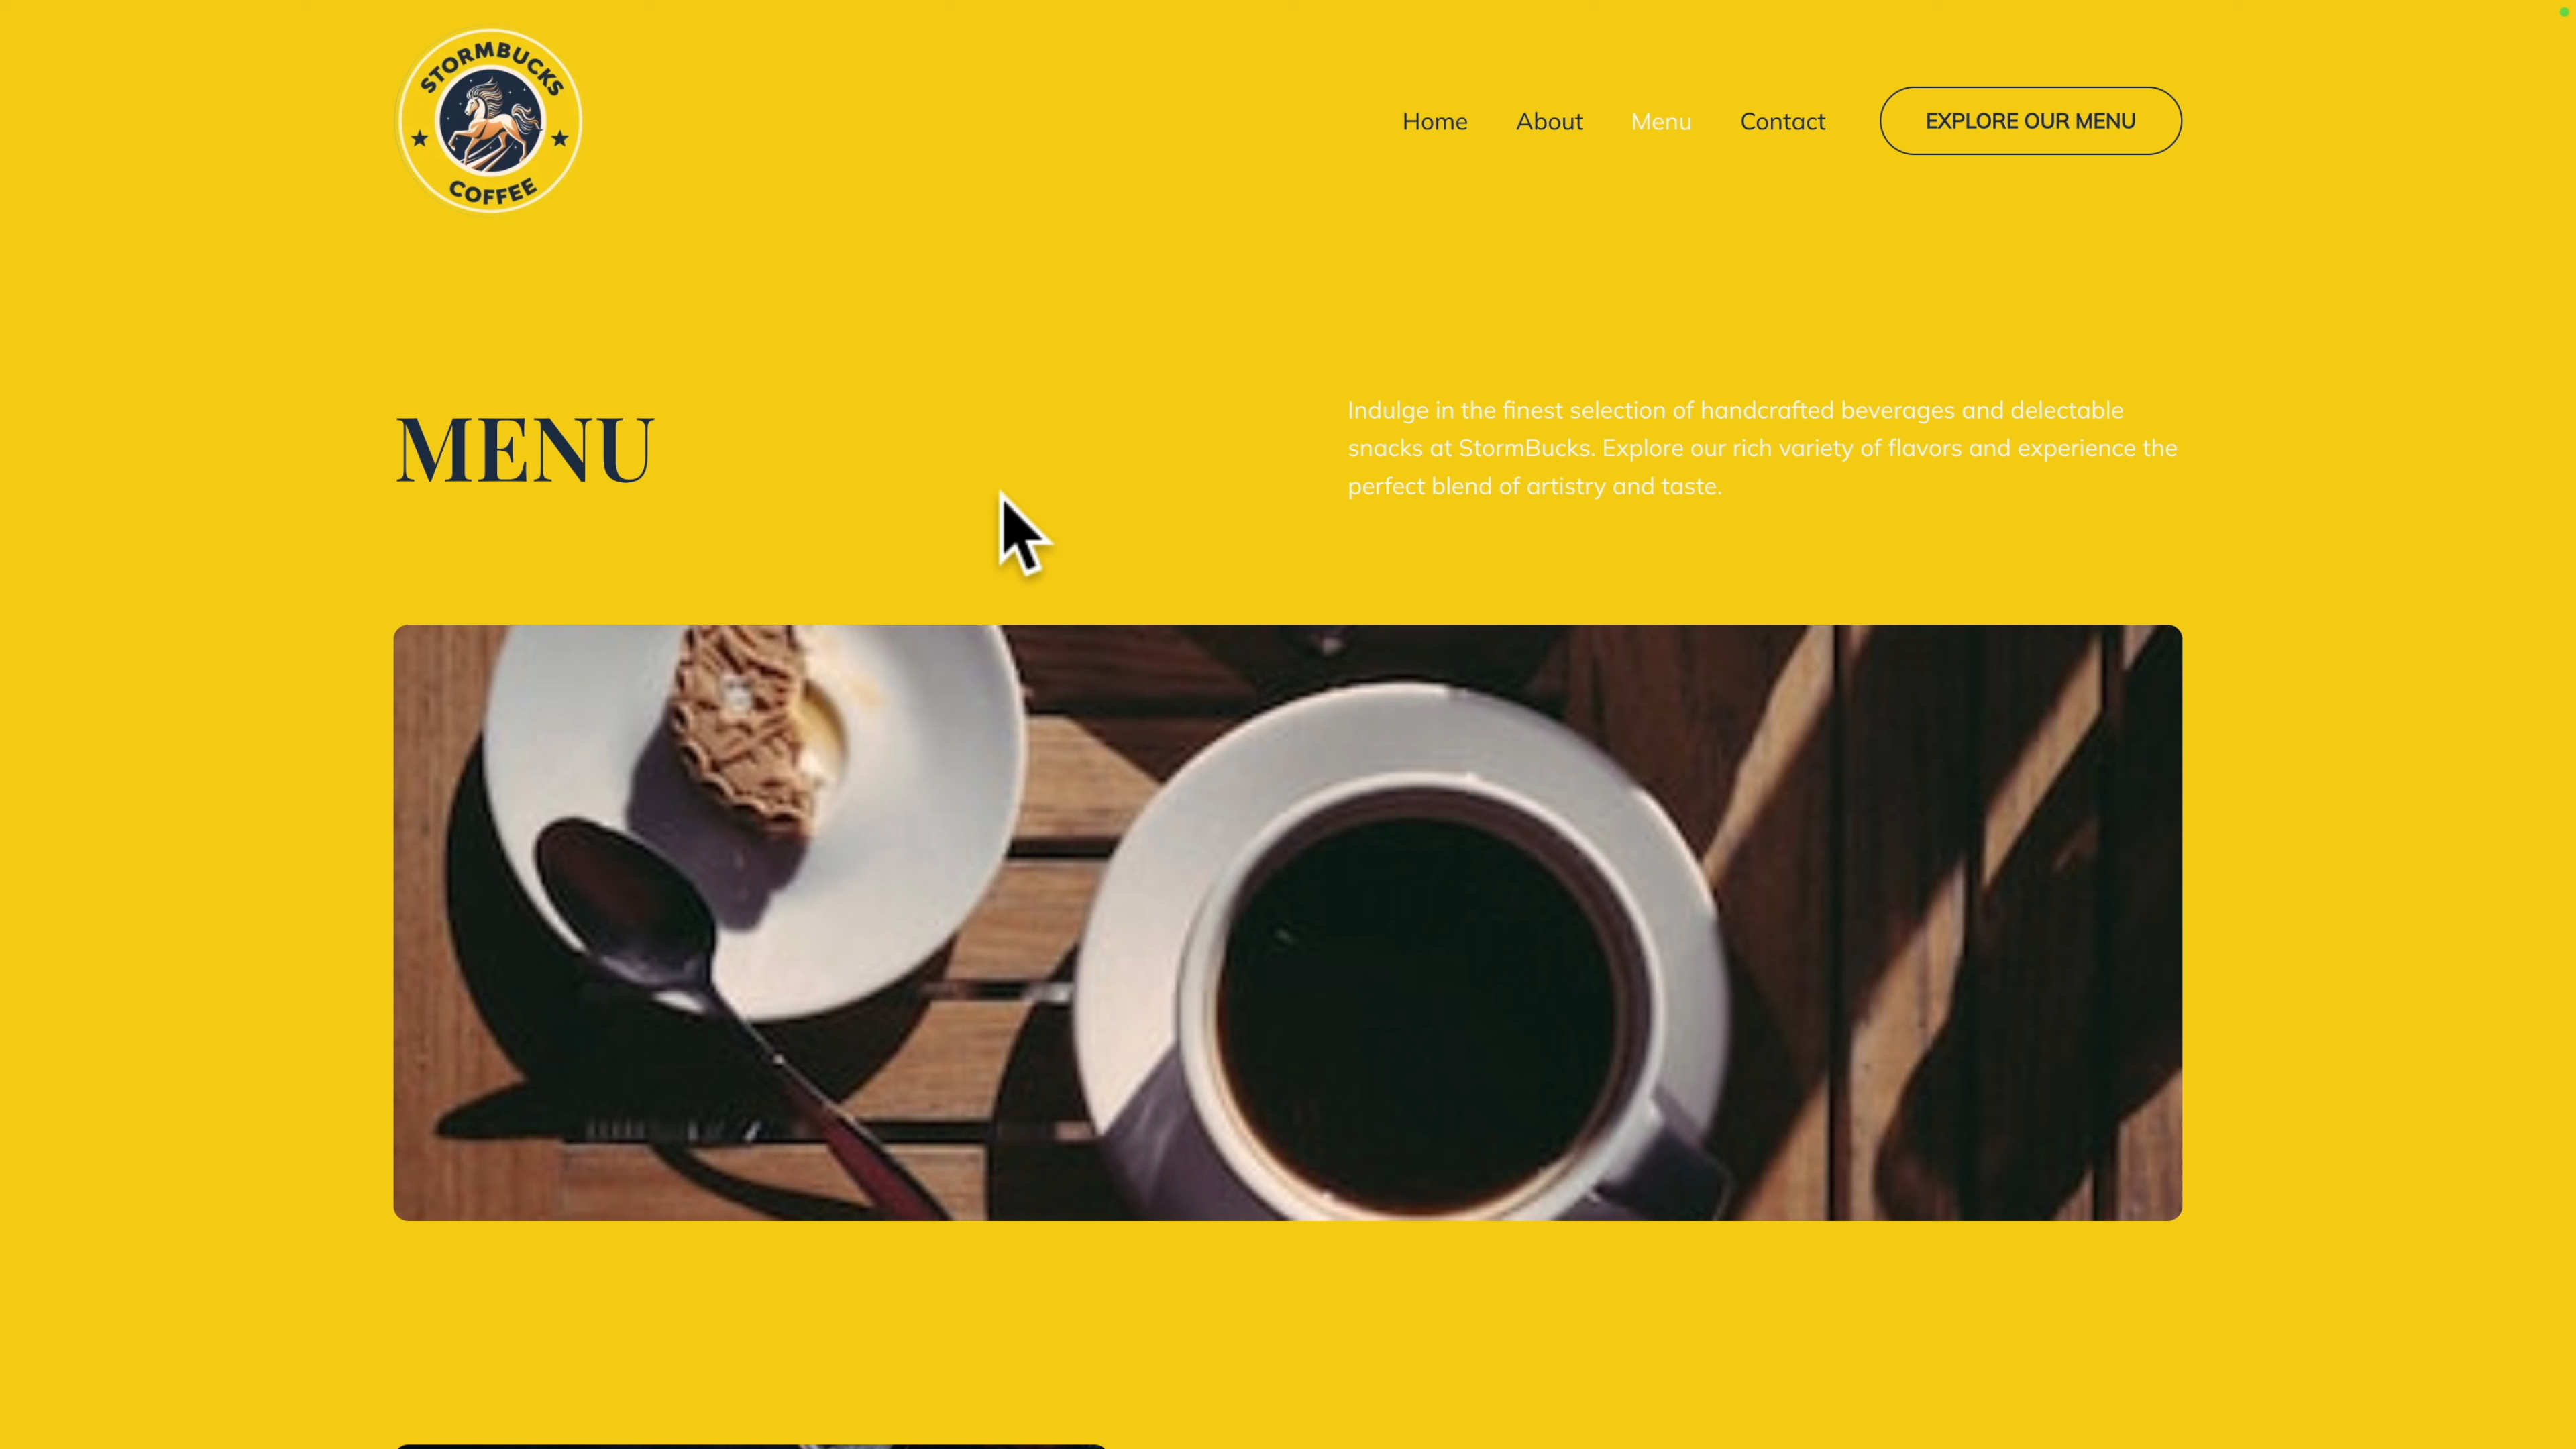 STORMBUCKS
COFFEE
Home
About
Menu
Contact
EXPLORE OUR MENU
MENU
Indulge in the finest selection of handcrafted beverages and delectable
snacks at StormBucks. Explore our rich variety of flavors and experience the
perfect blend of artistry and taste.